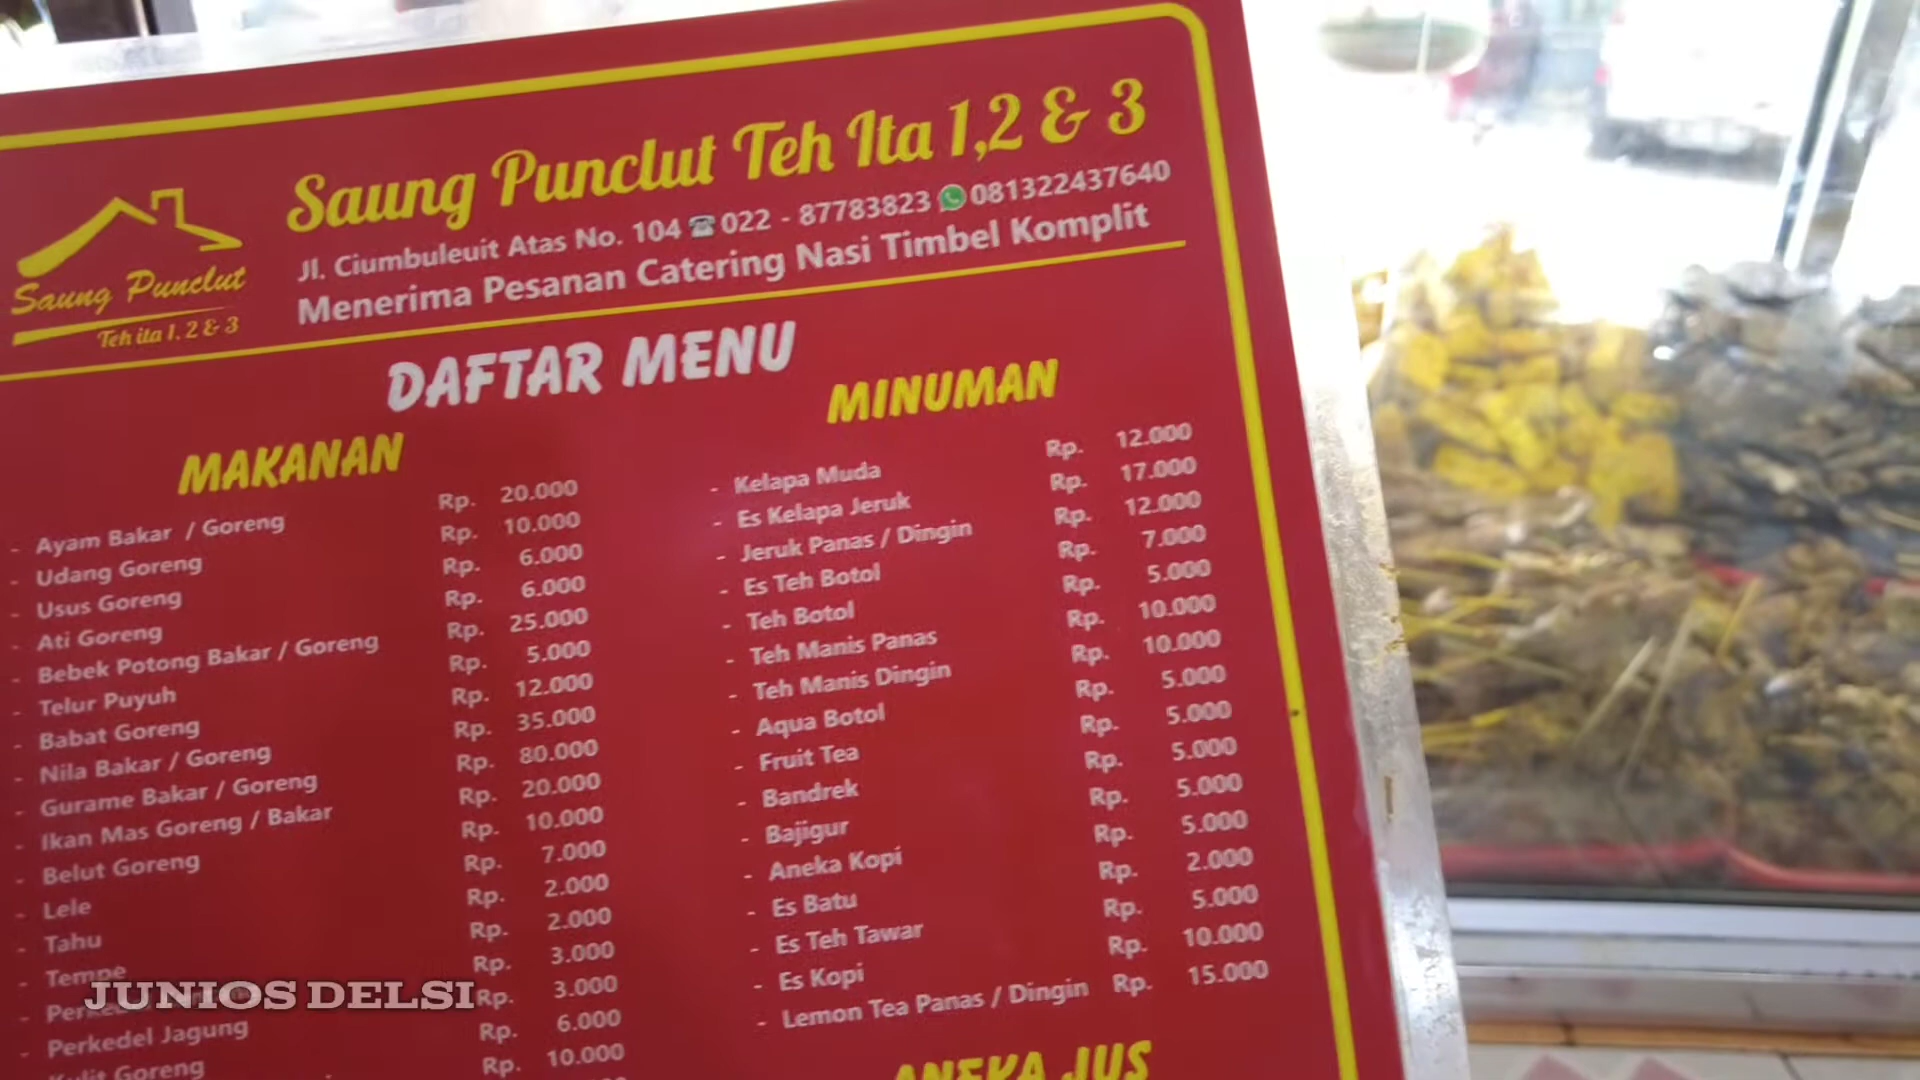 Saung Punclut Teh Ita 1,2 & 3
Jl. Ciumbuleuit Atas No. 104 ☎ 022 - 87783823 081322437640
Menerima Pesanan Catering Nasi Timbel Komplit
Saung Punclut
Teh ita 1, 2 & 3
DAFTAR MENU
MAKANAN
- Ayam Bakar / Goreng Rp. 20.000
- Udang Goreng Rp. 10.000
- Usus Goreng Rp. 6.000
- Ati Goreng Rp. 6.000
- Bebek Potong Bakar / Goreng Rp. 25.000
- Telur Puyuh Rp. 5.000
- Babat Goreng Rp. 12.000
- Nila Bakar / Goreng Rp. 35.000
- Gurame Bakar / Goreng Rp. 80.000
- Ikan Mas Goreng / Bakar Rp. 20.000
- Belut Goreng Rp. 10.000
- Lele Rp. 7.000
- Tahu Rp. 2.000
- Tempe Rp. 2.000
- Rp. 3.000
- Perkedel Jagung Rp. 3.000
- Kulit Goreng Rp. 6.000
Rp. 10.000
MINUMAN
- Kelapa Muda Rp. 12.000
- Es Kelapa Jeruk Rp. 17.000
- Jeruk Panas / Dingin Rp. 12.000
- Es Teh Botol Rp. 7.000
- Teh Botol Rp. 5.000
- Teh Manis Panas Rp. 10.000
- Teh Manis Dingin Rp. 10.000
- Aqua Botol Rp. 5.000
- Fruit Tea Rp. 5.000
- Bandrek Rp. 5.000
- Bajigur Rp. 5.000
- Aneka Kopi Rp. 5.000
- Es Batu Rp. 2.000
- Es Teh Tawar Rp. 5.000
- Es Kopi Rp. 10.000
- Lemon Tea Panas / Dingin Rp. 15.000
ANEKA JUS
JUNIOS DELSI